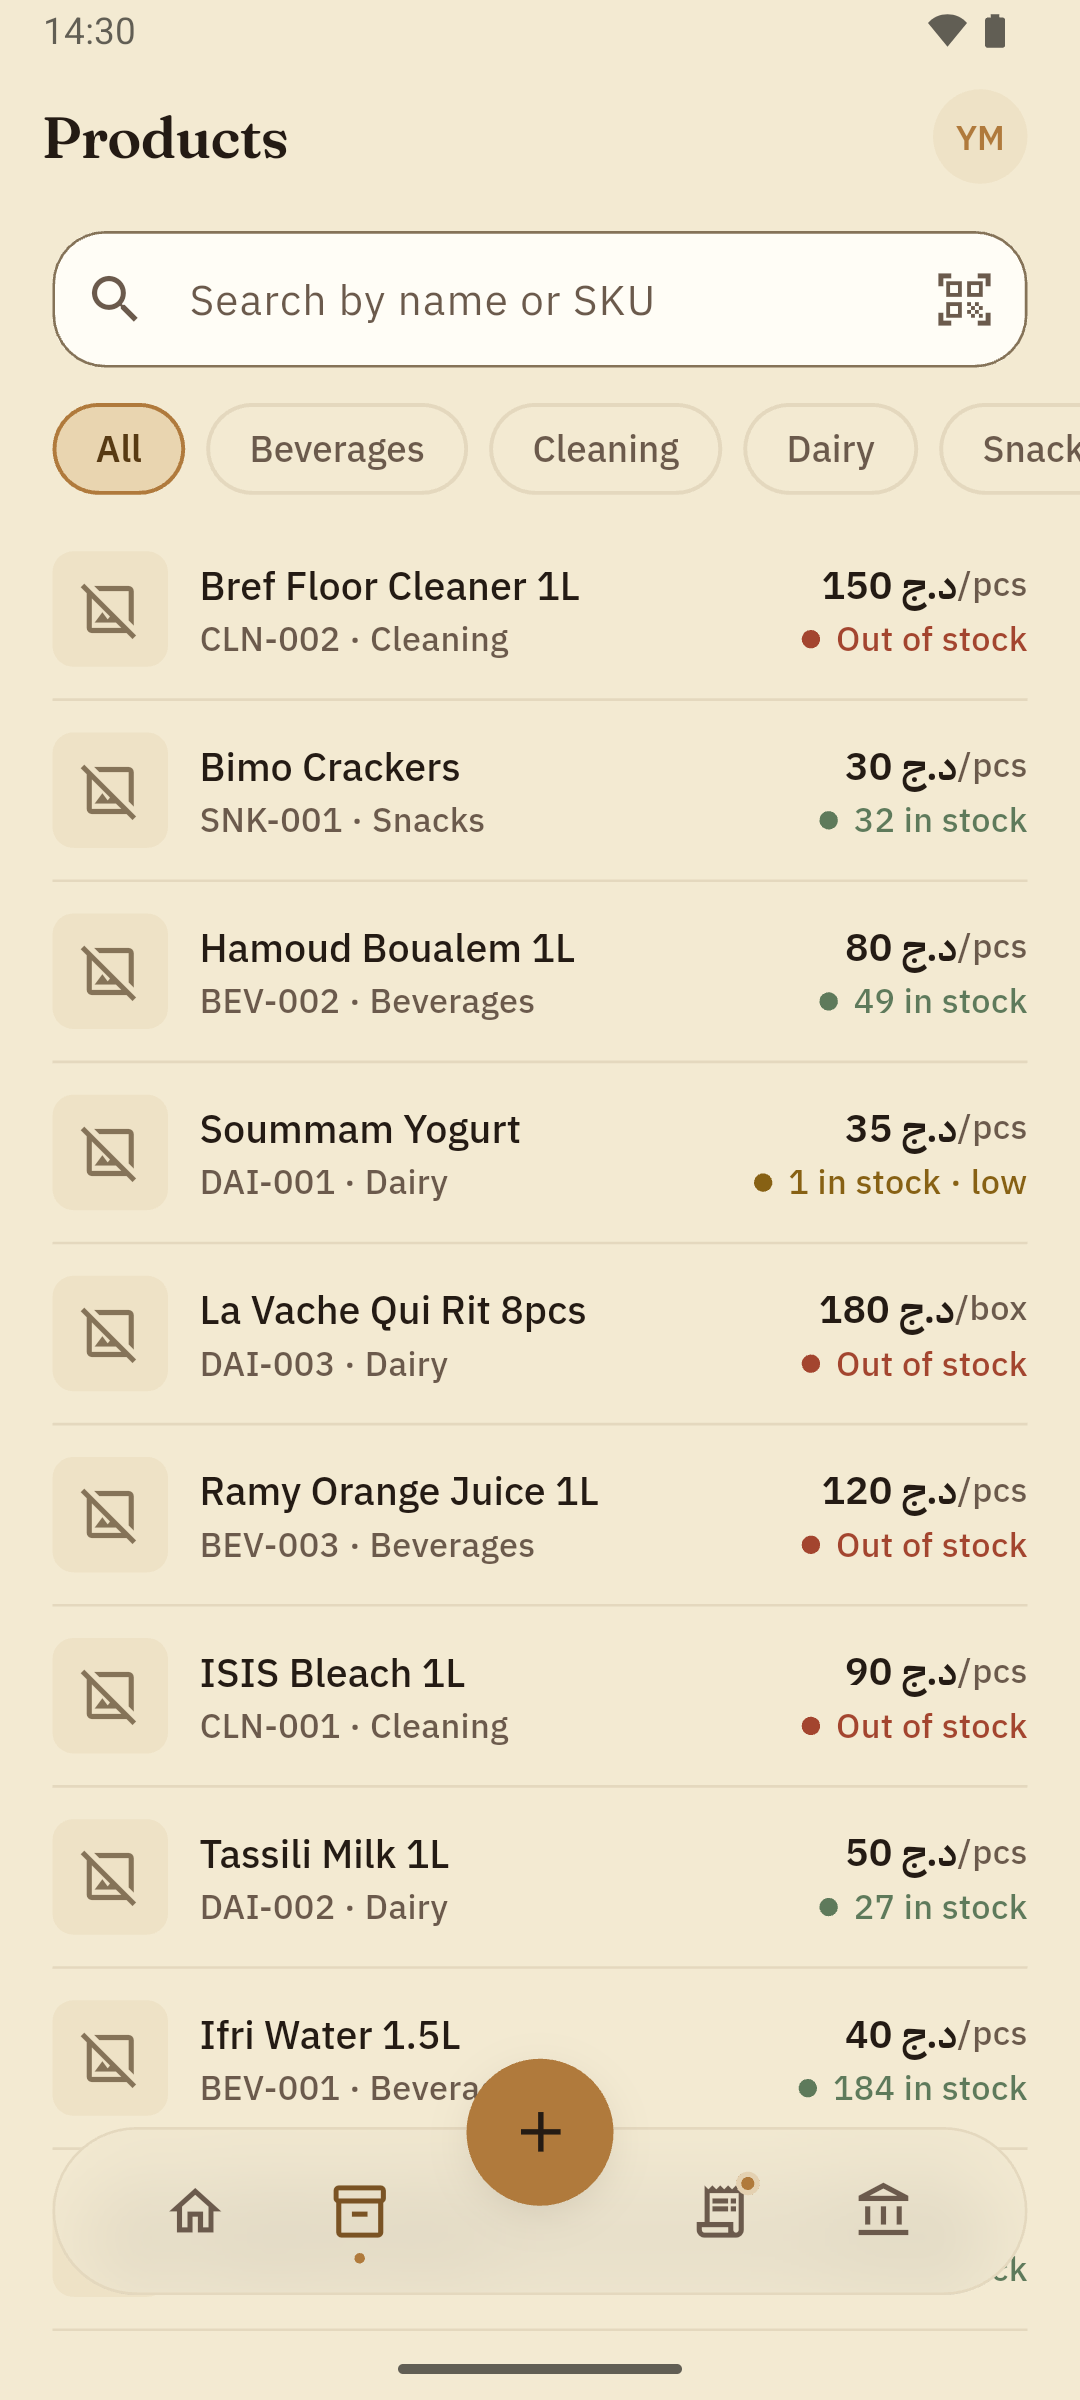 14:30
Products
YM
Search by name or SKU
All
Beverages
Cleaning
Dairy
Snack
Bref Floor Cleaner 1L
150 د.ج/pcs
CLN-002 · Cleaning
Out of stock
Bimo Crackers
30 د.ج/pcs
SNK-001 · Snacks
32 in stock
Hamoud Boualem 1L
80 د.ج/pcs
BEV-002 · Beverages
49 in stock
Soummam Yogurt
35 د.ج/pcs
DAI-001 · Dairy
1 in stock · low
La Vache Qui Rit 8pcs
180 د.ج/box
DAI-003 · Dairy
Out of stock
Ramy Orange Juice 1L
120 د.ج/pcs
BEV-003 · Beverages
Out of stock
ISIS Bleach 1L
90 د.ج/pcs
CLN-001 · Cleaning
Out of stock
Tassili Milk 1L
50 د.ج/pcs
DAI-002 · Dairy
27 in stock
Ifri Water 1.5L
40 د.ج/pcs
BEV-001 · Bevera
184 in stock